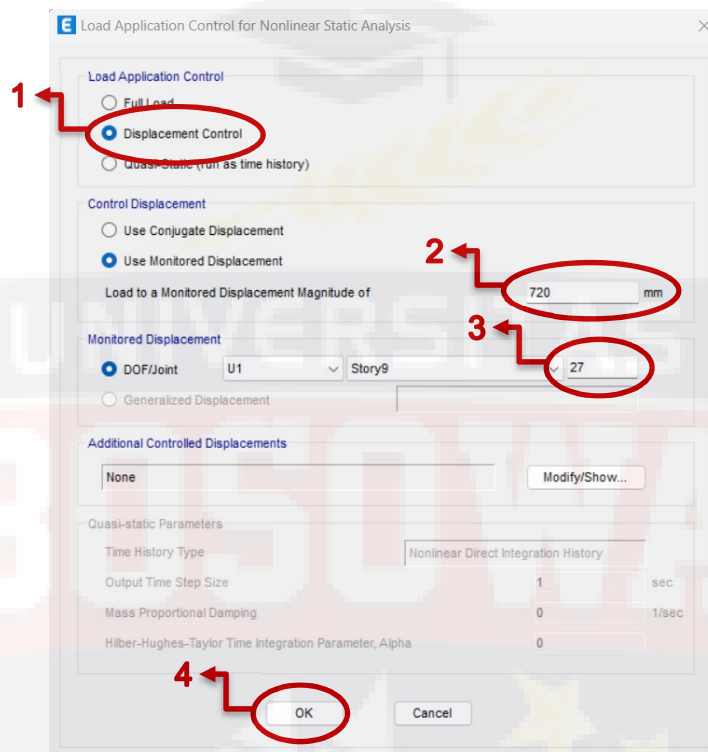 E Load Application Control for Nonlinear Static Analysis
Load Application Control
1
Full Load
Displacement Control
Quasi-Static (run as time history)
Control Displacement
Use Conjugate Displacement
Use Monitored Displacement
2
Load to a Monitored Displacement Magnitude of 720 mm
3
Monitored Displacement
DOF/Joint U1 Story9 27
Generalized Displacement
Additional Controlled Displacements
None Modify/Show...
Quasi-static Parameters
Time History Type Nonlinear Direct Integration History
Output Time Step Size 1 sec
Mass Proportional Damping 0 1/sec
Hilber-Hughes-Taylor Time Integration Parameter, Alpha 0
4
OK Cancel
UNIVERSITAS
BOSOWA